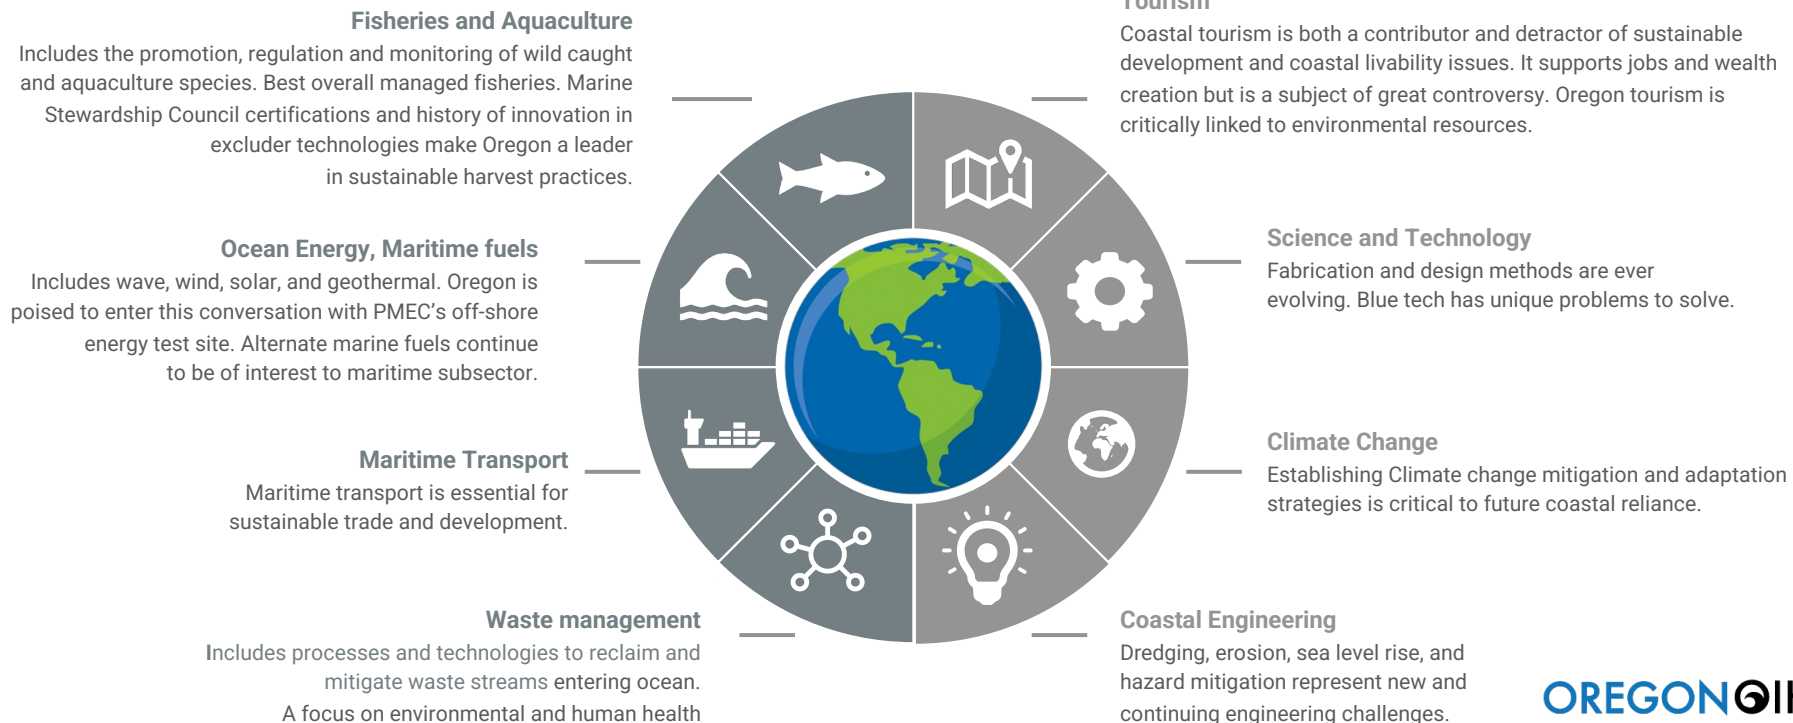 Fisheries and Aquaculture
Includes the promotion, regulation and monitoring of wild caught
and aquaculture species. Best overall managed fisheries. Marine
Stewardship Council certifications and history of innovation in
excluder technologies make Oregon a leader
in sustainable harvest practices.
Ocean Energy, Maritime fuels
Includes wave, wind, solar, and geothermal. Oregon is
poised to enter this conversation with PMEC's off-shore
energy test site. Alternate marine fuels continue
to be of interest to maritime subsector.
Maritime Transport
Maritime transport is essential for
sustainable trade and development.
Waste management
Includes processes and technologies to reclaim and
mitigate waste streams entering ocean.
A focus on environmental and human health
Tourism
Coastal tourism is both a contributor and detractor of sustainable
development and coastal livability issues. It supports jobs and wealth
creation but is a subject of great controversy. Oregon tourism is
critically linked to environmental resources.
Science and Technology
Fabrication and design methods are ever
evolving. Blue tech has unique problems to solve.
Climate Change
Establishing Climate change mitigation and adaptation
strategies is critical to future coastal reliance.
Coastal Engineering
Dredging, erosion, sea level rise, and
hazard mitigation represent new and
continuing engineering challenges.
OREGON